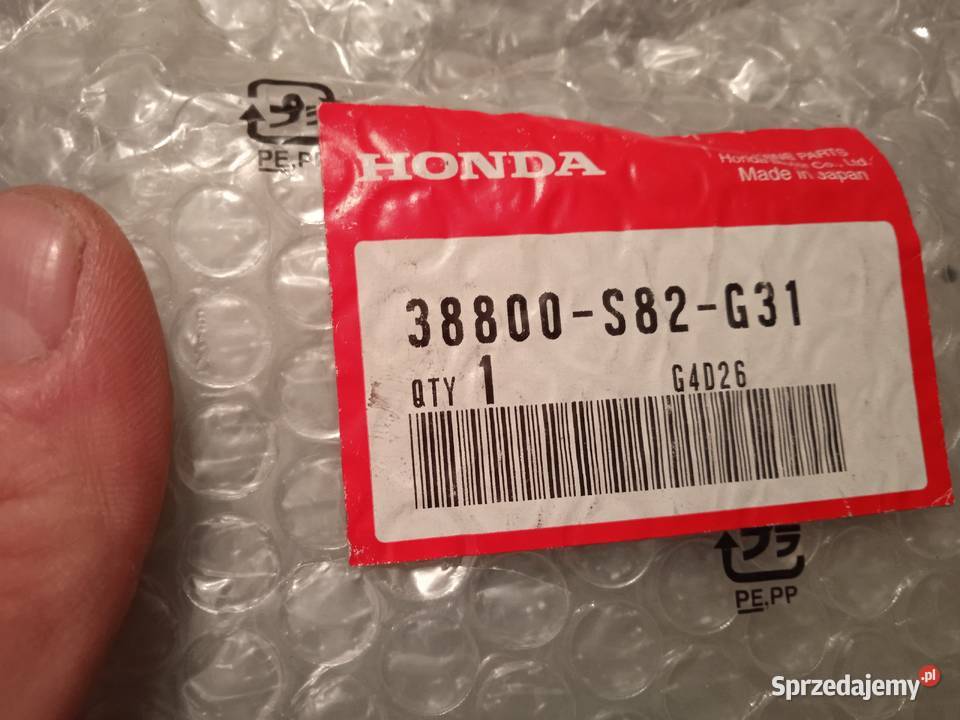 プラ
PE,P
HONDA
Made in Japan
38800-S82-G31
QTY 1 G4D26
プラ
PE,PP
Sprzedajemy.pl